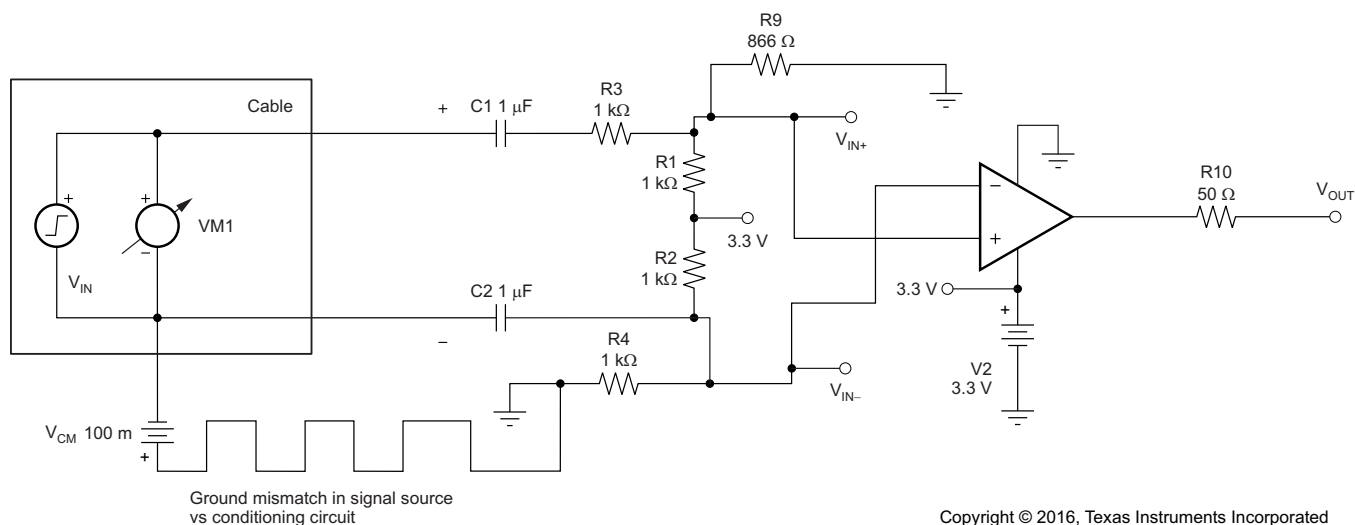 R9
866 Ω
Cable
+
C1 1 μF
R3
1 kΩ
V_IN+
R1
1 kΩ
+
+
VM1
−
V_IN
3.3 V
R2
1 kΩ
−
+
R10
50 Ω
V_OUT
3.3 V
+
V2
3.3 V
C2 1 μF
−
R4
1 kΩ
V_IN−
V_CM 100 m
+
Ground mismatch in signal source
vs conditioning circuit
Copyright © 2016, Texas Instruments Incorporated